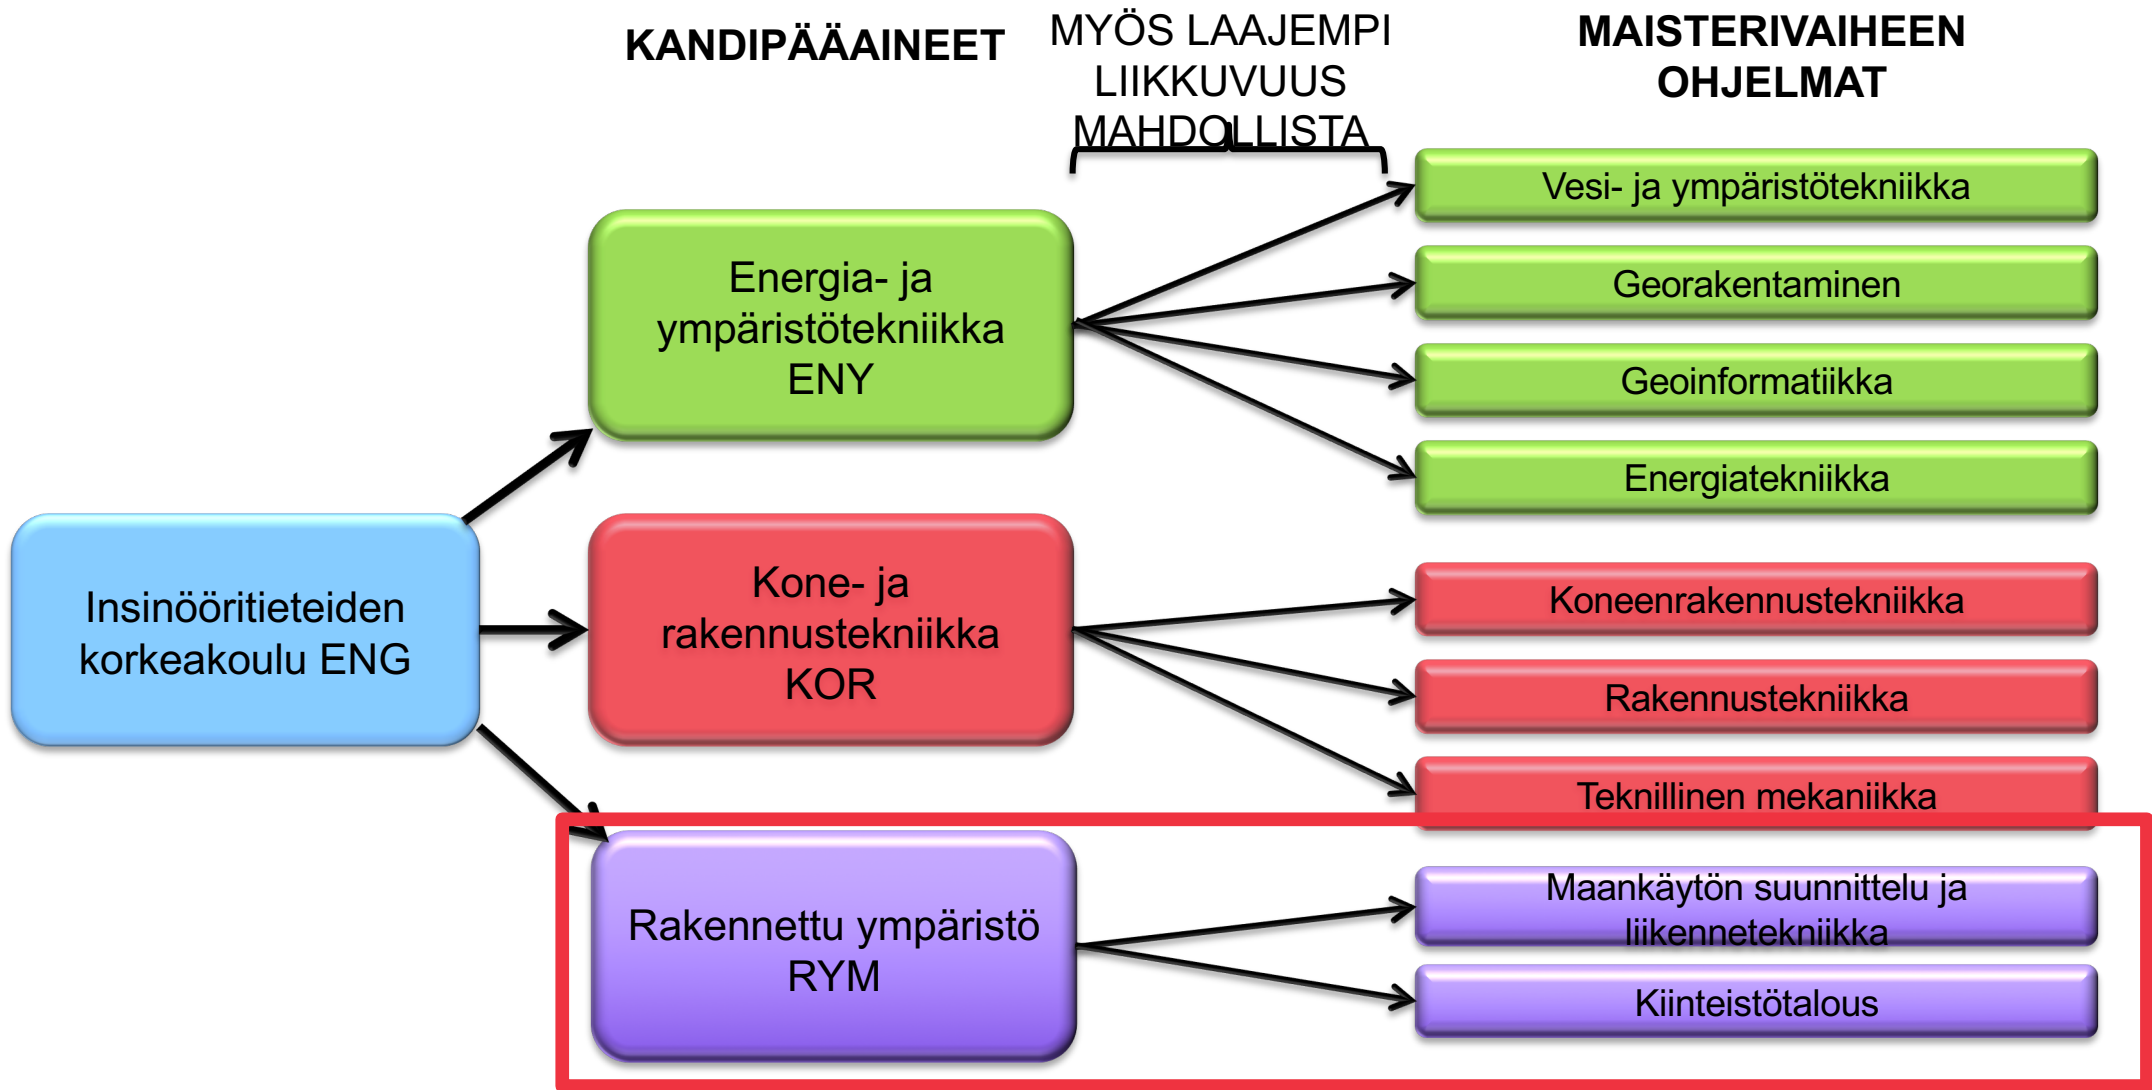 KANDIPÄÄAINEET
MYÖS LAAJEMPI
LIIKKUVUUS
MAHDOLLISTA
MAISTERIVAIHEEN
OHJELMAT
Insinööritieteiden
korkeakoulu ENG
Energia- ja
ympäristötekniikka
ENY
Vesi- ja ympäristötekniikka
Georakentaminen
Geoinformatiikka
Energiatekniikka
Kone- ja
rakennustekniikka
KOR
Koneenrakennustekniikka
Rakennustekniikka
Teknillinen mekaniikka
Rakennettu ympäristö
RYM
Maankäytön suunnittelu ja
liikennetekniikka
Kiinteistötalous